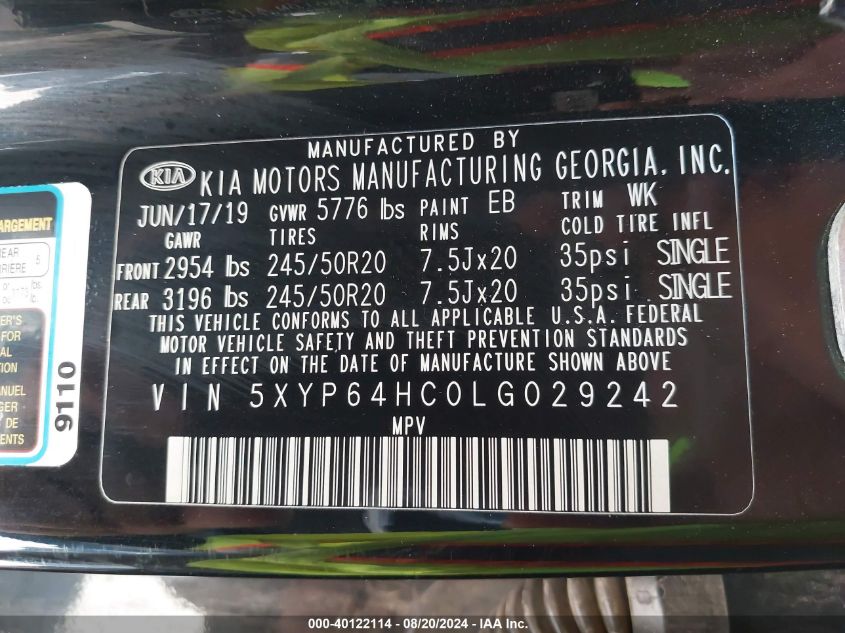 MANUFACTURED BY
KIA KIA MOTORS MANUFACTURING GEORGIA, INC.
JUN/17/19 GVWR 5776 lbs PAINT EB TRIM WK
GAWR TIRES RIMS COLD TIRE INFL
FRONT 2954 lbs 245/50R20 7.5Jx20 35psi SINGLE
REAR 3196 lbs 245/50R20 7.5Jx20 35psi SINGLE
THIS VEHICLE CONFORMS TO ALL APPLICABLE U.S.A. FEDERAL
MOTOR VEHICLE SAFETY AND THEFT PREVENTION STANDARDS
IN EFFECT ON THE DATE OF MANUFACTURE SHOWN ABOVE
VIN 5XYP64HC0LG029242
MPV
9110
000-40122114 - 08/20/2024 - IAA Inc.